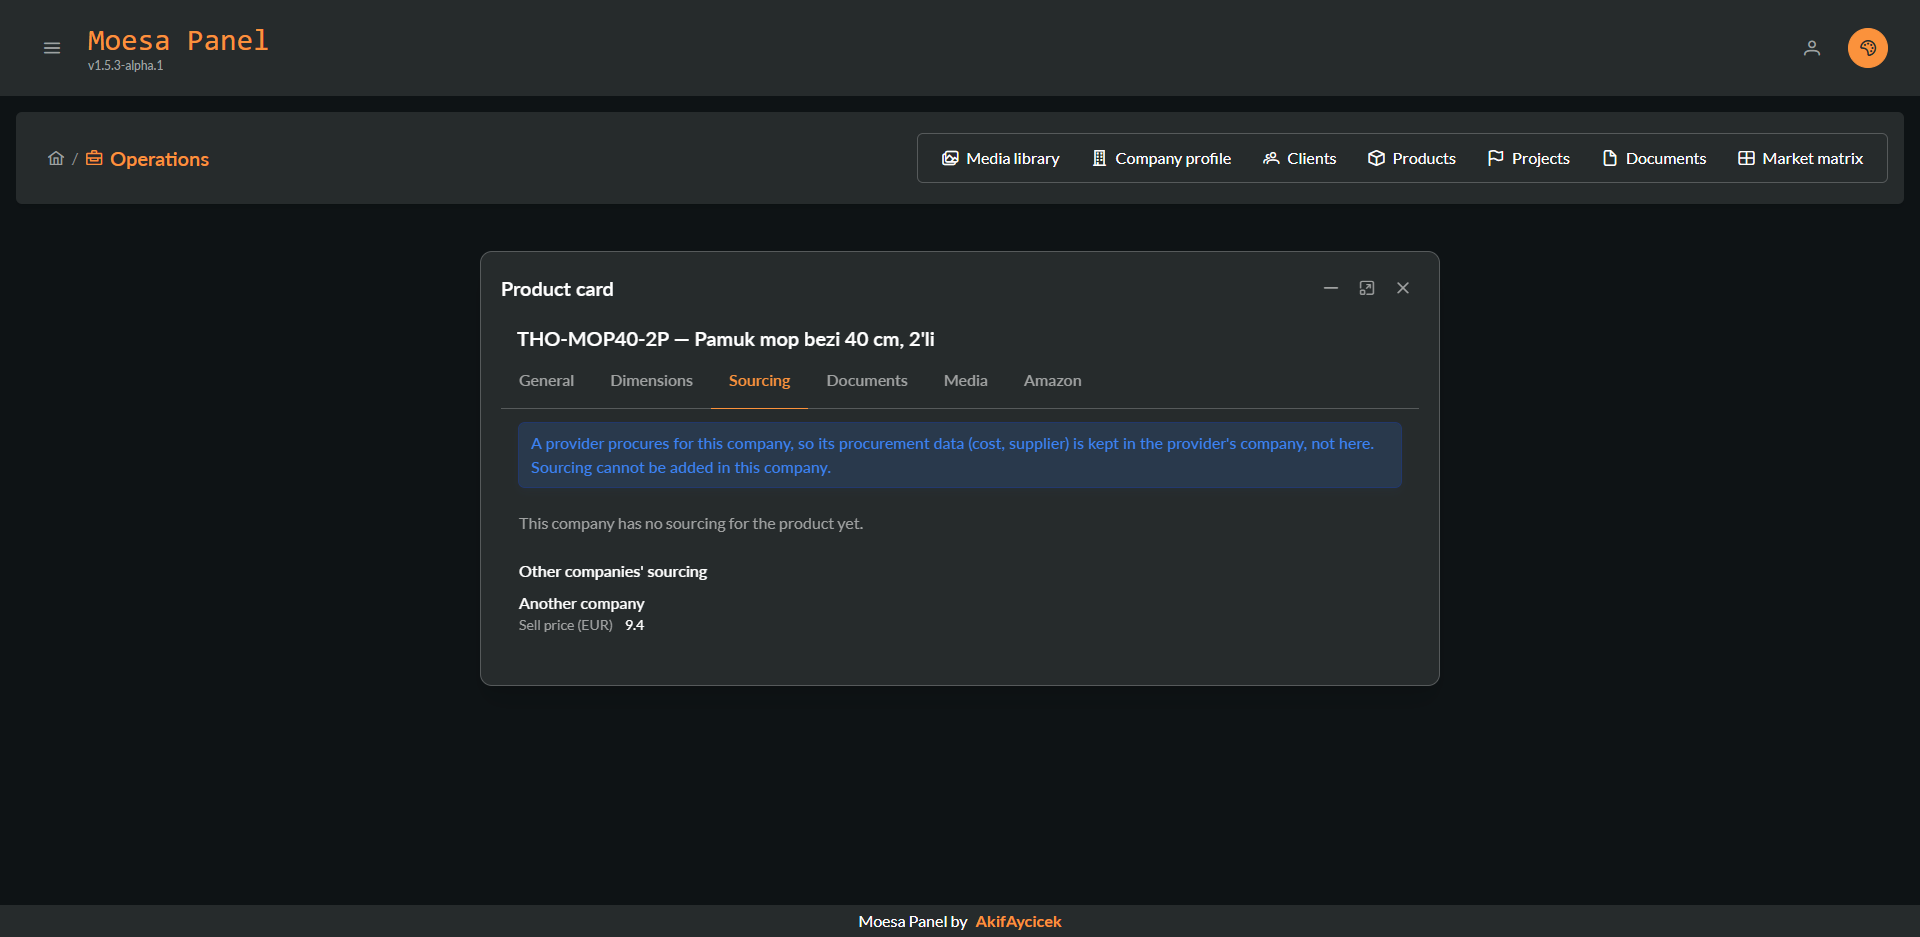 Moesa Panel
v1.5.3-alpha.1
/ Operations
Media library
Company profile
Clients
Products
Projects
Documents
Market matrix
Product card
THO-MOP40-2P — Pamuk mop bezi 40 cm, 2'li
General
Dimensions
Sourcing
Documents
Media
Amazon
A provider procures for this company, so its procurement data (cost, supplier) is kept in the provider's company, not here.
Sourcing cannot be added in this company.
This company has no sourcing for the product yet.
Other companies' sourcing
Another company
Sell price (EUR) 9.4
Moesa Panel by AkifAycicek